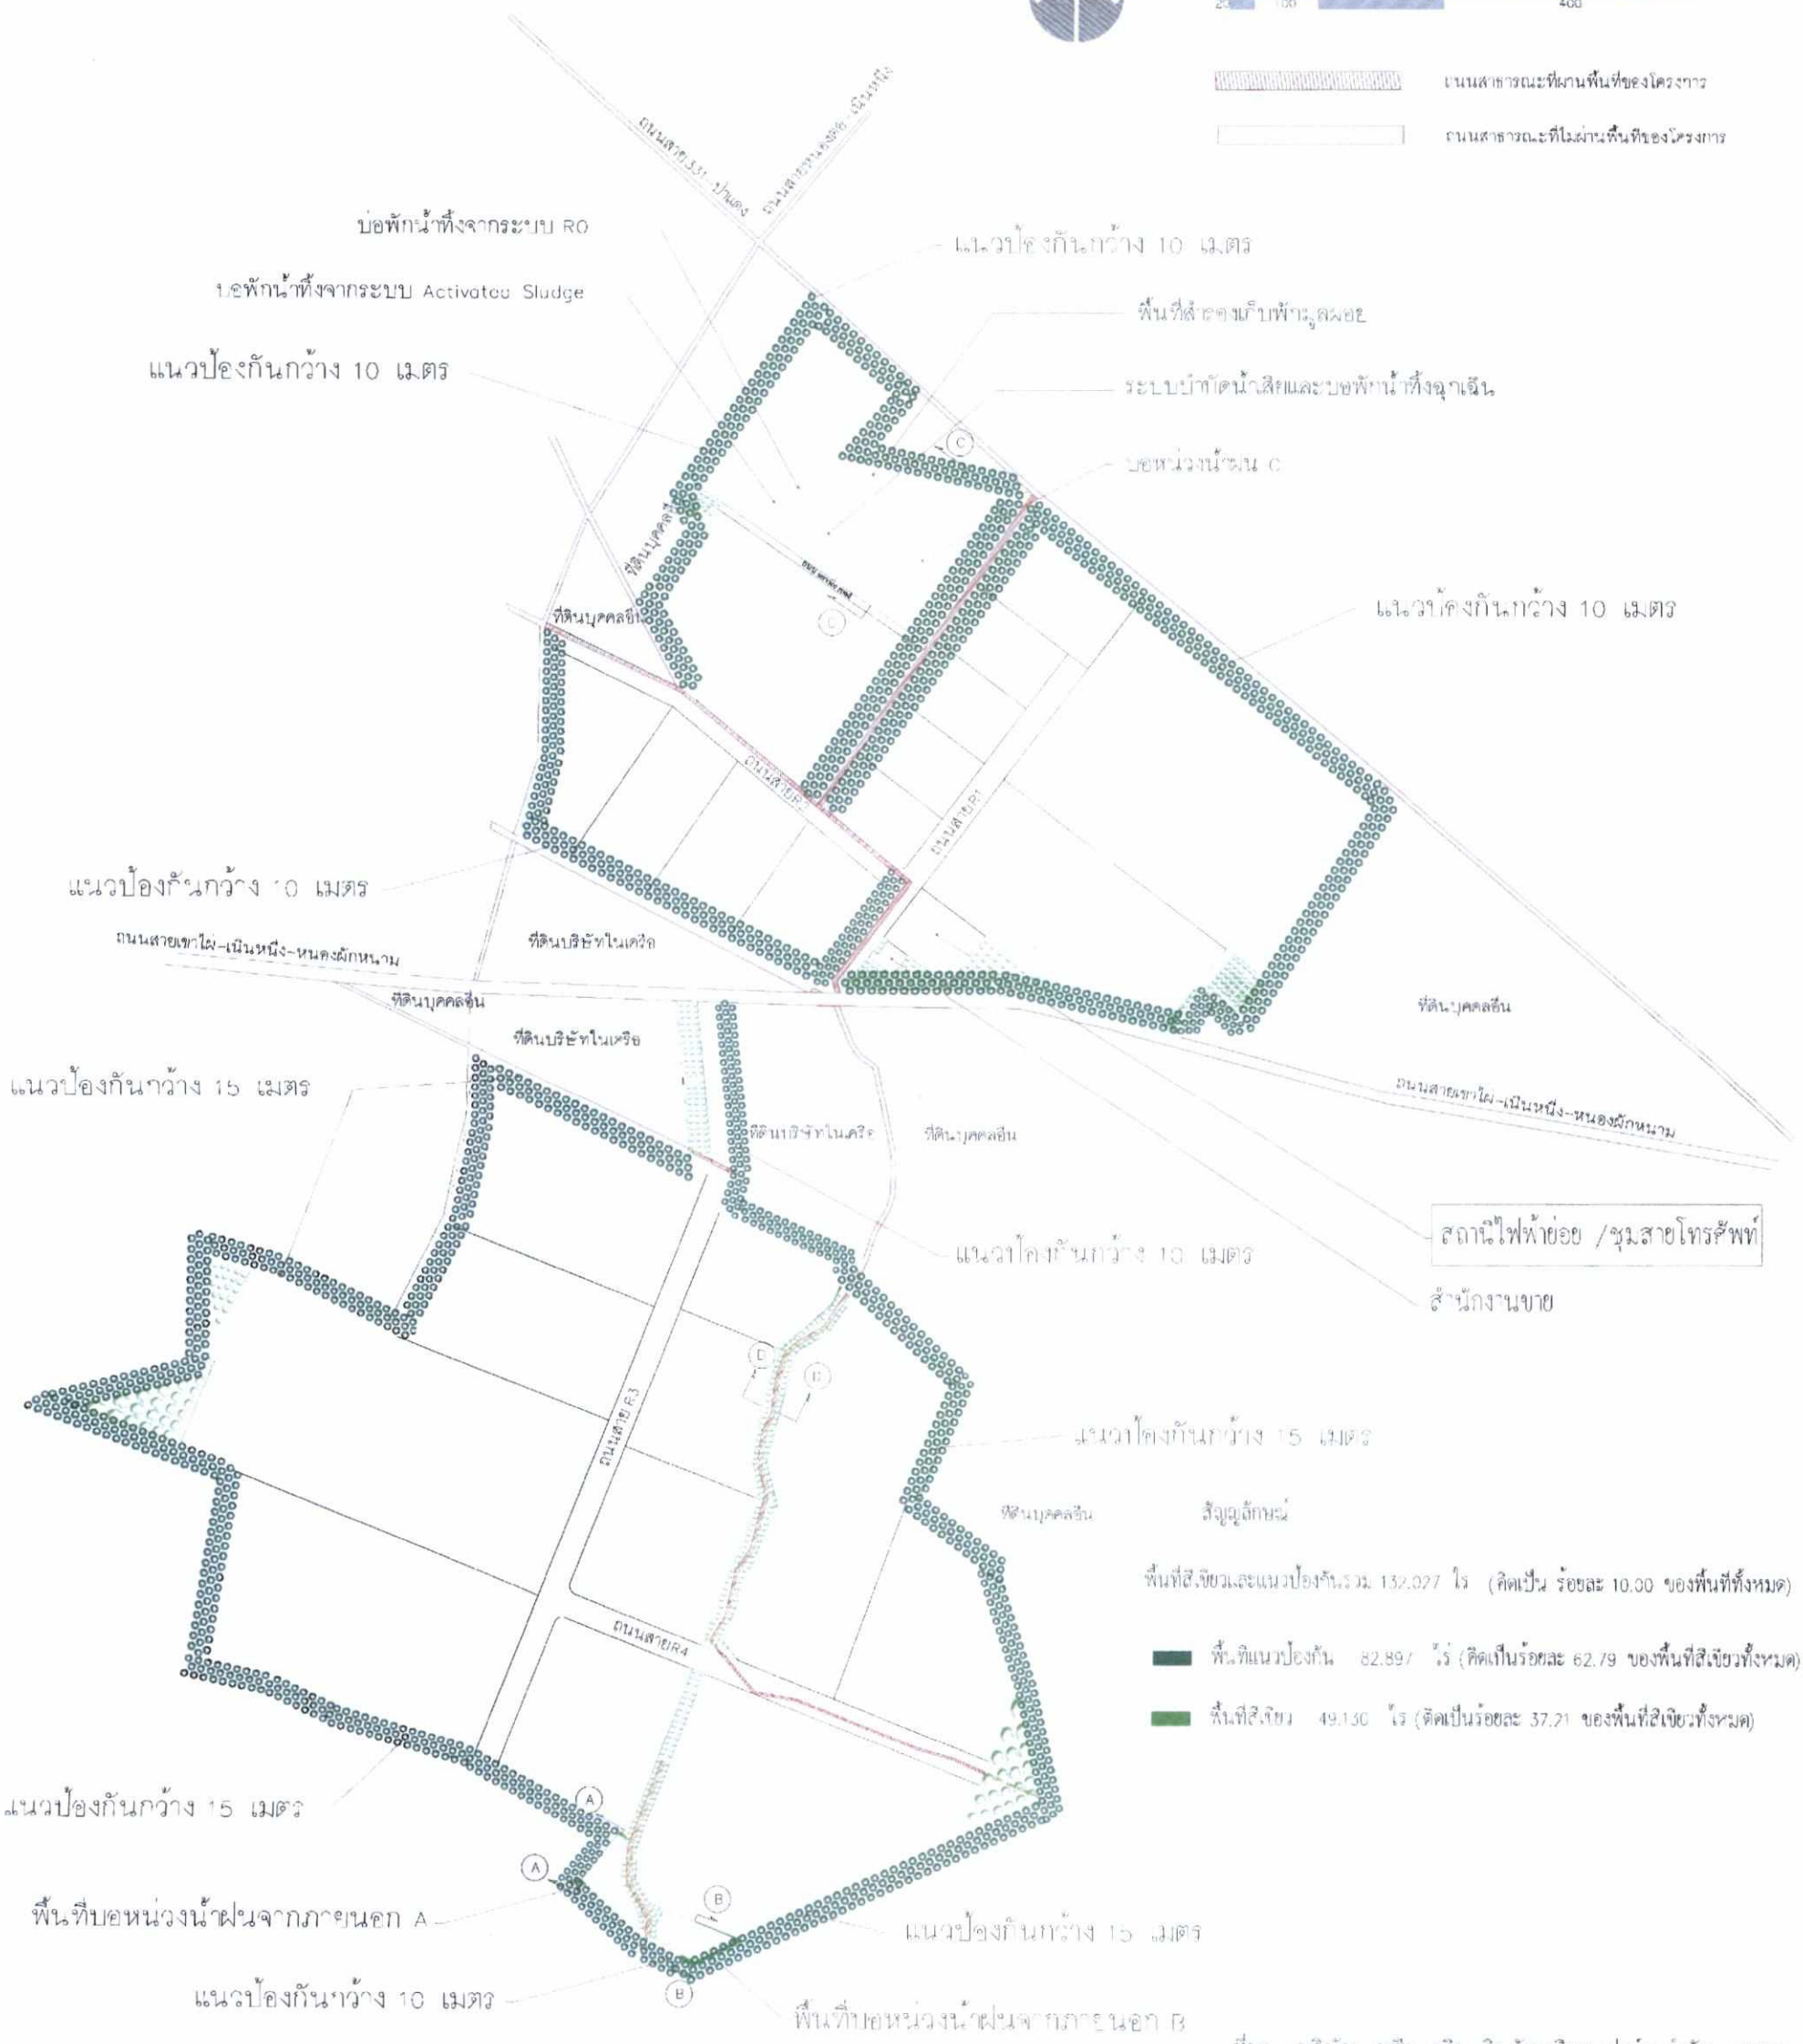 400
ถนนสาธารณะที่ผ่านพื้นที่ของโครงการ
ถนนสาธารณะที่ไม่ผ่านพื้นที่ของโครงการ
ถนนสาย 331-ป่าแดง
บ่อพักน้ำทิ้งจากระบบ RO
แนวป้องกันกว้าง 10 เมตร
บ่อพักน้ำทิ้งจากระบบ Activated Sludge
แนวป้องกันกว้าง 10 เมตร
ระบบบำบัดน้ำเสียและบ่อพักน้ำทิ้งฉุกเฉิน
C
บ่อหน่วงน้ำฝน C
ที่ดินบุคคลอื่น
ที่ดินบุคคลอื่น
C
แนวป้องกันกว้าง 10 เมตร
ถนนสายR1
แนวป้องกันกว้าง 10 เมตร
ถนนสายเขาไผ่-เนินหนึ่ง-หนองผักหนาม
ที่ดินบริษัทในเครือ
ที่ดินบุคคลอื่น
ที่ดินบุคคลอื่น
ที่ดินบริษัทในเครือ
แนวป้องกันกว้าง 15 เมตร
ถนนสายเขาไผ่-เนินหนึ่ง-หนองผักหนาม
ที่ดินบริษัทในเครือ
ที่ดินบุคคลอื่น
สถานีไฟฟ้าย่อย /ชุมสายโทรศัพท์
แนวป้องกันกว้าง 10 เมตร
สำนักงานขาย
D
D
ถนนสาย R3
แนวป้องกันกว้าง 15 เมตร
ที่ดินบุคคลอื่น
สัญญลักษณ์
พื้นที่สีเขียวและแนวป้องกันรวม 132.027 ไร่ (คิดเป็น ร้อยละ 10.00 ของพื้นที่ทั้งหมด)
ถนนสายR4
พื้นที่แนวป้องกัน 82.897 ไร่ (คิดเป็นร้อยละ 62.79 ของพื้นที่สีเขียวทั้งหมด)
พื้นที่สีเขียว 49.130 ไร่ (คิดเป็นร้อยละ 37.21 ของพื้นที่สีเขียวทั้งหมด)
แนวป้องกันกว้าง 15 เมตร
A
A
B
พื้นที่บ่อหน่วงน้ำฝนจากภายนอก A
แนวป้องกันกว้าง 15 เมตร
แนวป้องกันกว้าง 10 เมตร
B
พื้นที่บ่อหน่วงน้ำฝนจากภายนอก B